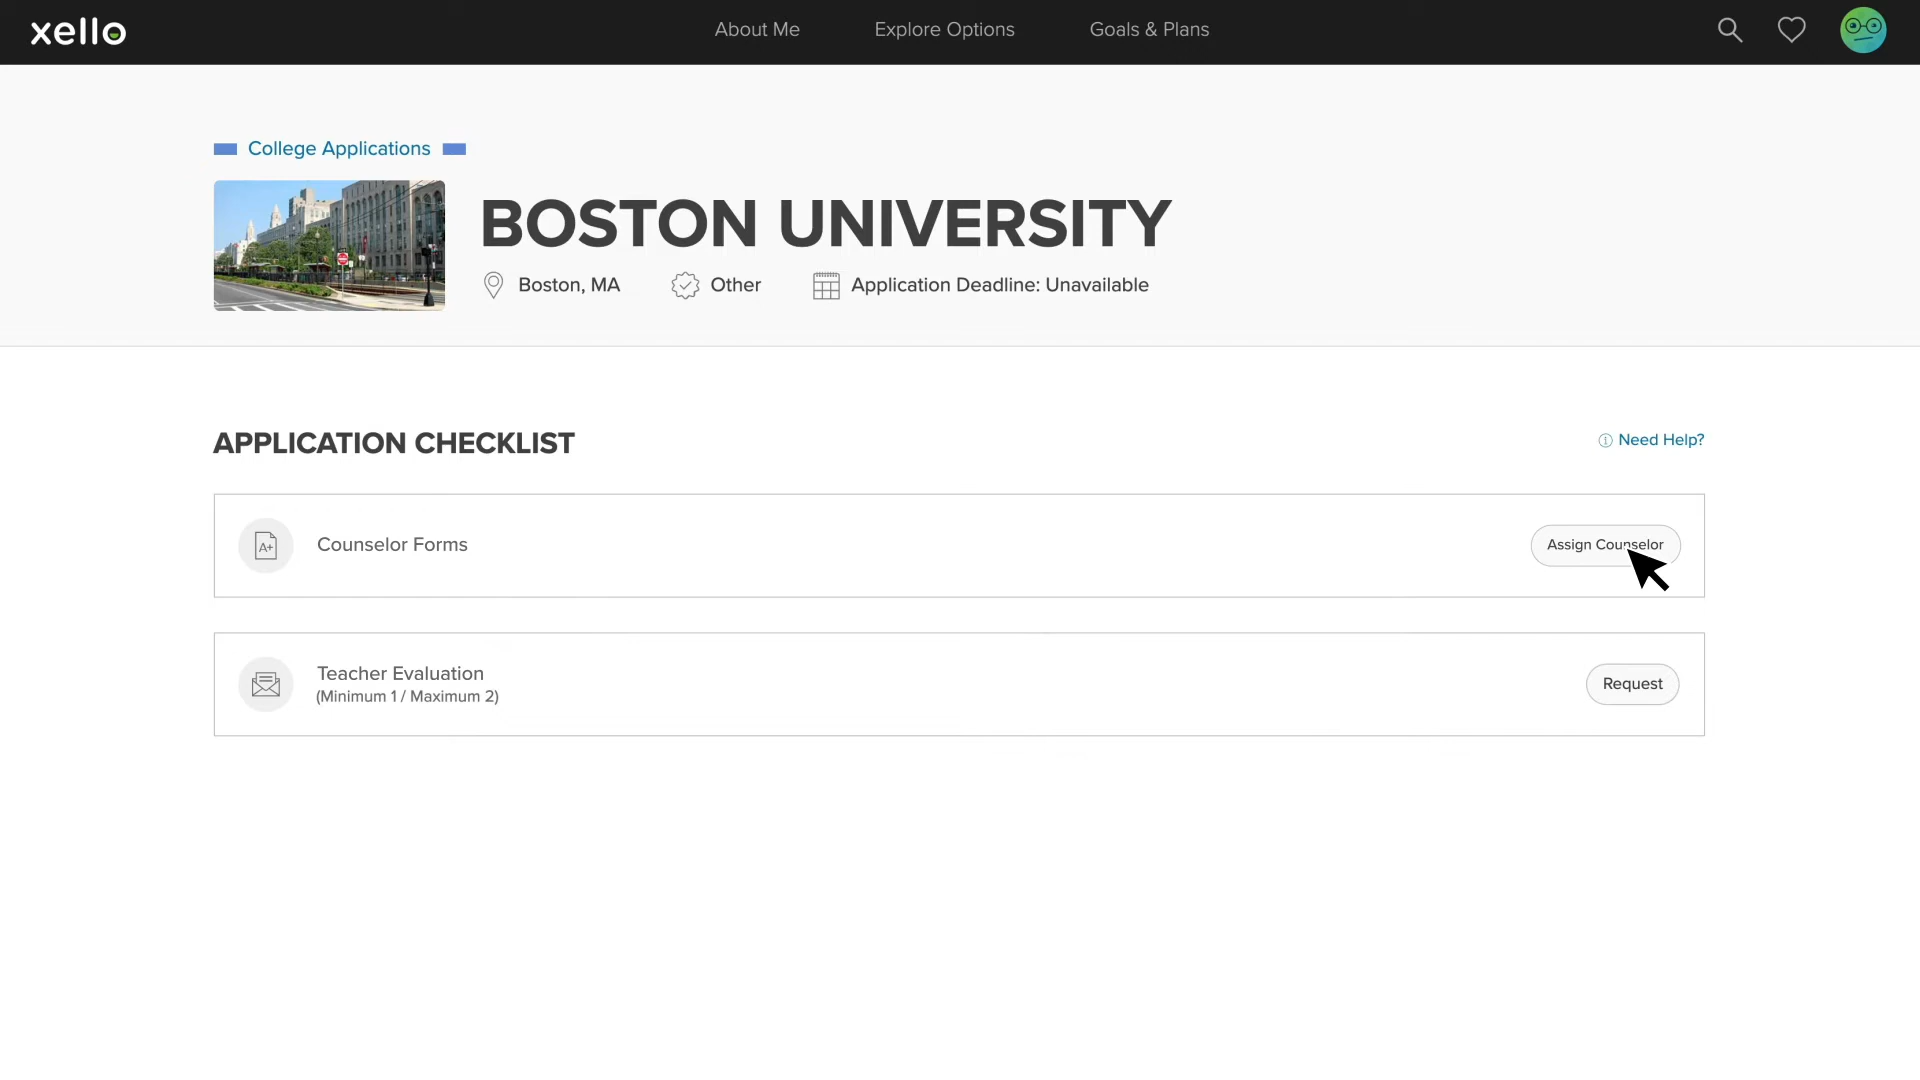 xello
About Me
Explore Options
Goals & Plans
College Applications
BOSTON UNIVERSITY
Boston, MA
Other
Application Deadline: Unavailable
APPLICATION CHECKLIST
Need Help?
A+
Counselor Forms
Assign Counselor
Teacher Evaluation
(Minimum 1 / Maximum 2)
Request